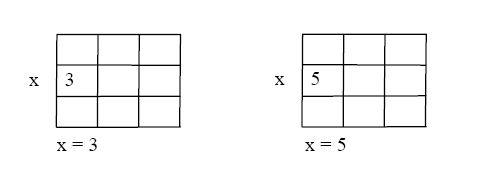 x 3 x 5
x = 3 x = 5